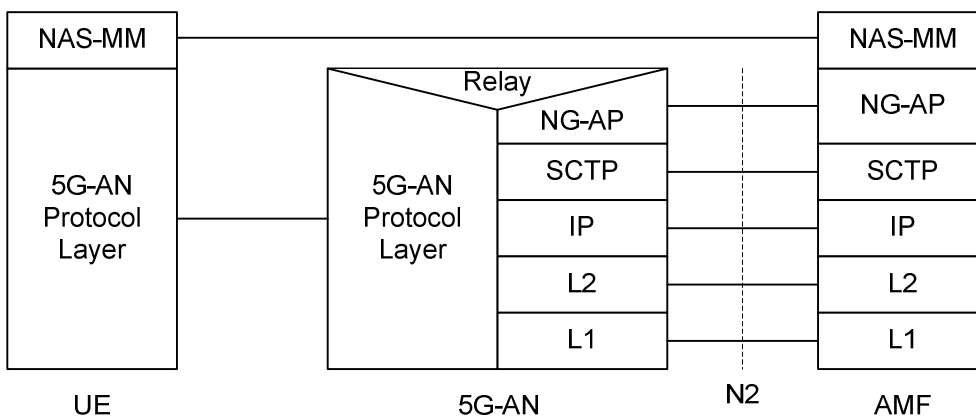 NAS-MM
NAS-MM
Relay
NG-AP
NG-AP
5G-AN
Protocol
Layer
5G-AN
Protocol
Layer
SCTP
SCTP
IP
IP
L2
L2
L1
L1
UE
5G-AN
N2
AMF